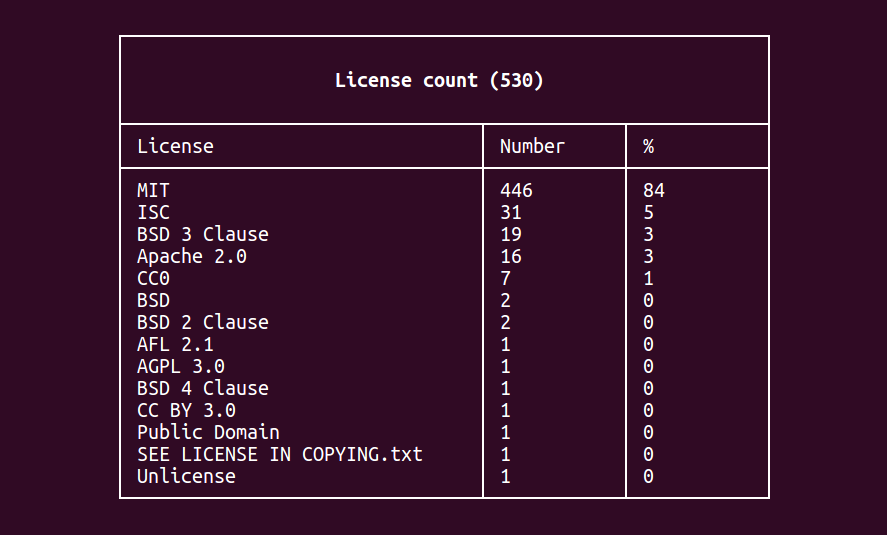 License count (530)
License Number %
MIT 446 84
ISC 31 5
BSD 3 Clause 19 3
Apache 2.0 16 3
CC0 7 1
BSD 2 0
BSD 2 Clause 2 0
AFL 2.1 1 0
AGPL 3.0 1 0
BSD 4 Clause 1 0
CC BY 3.0 1 0
Public Domain 1 0
SEE LICENSE IN COPYING.txt 1 0
Unlicense 1 0